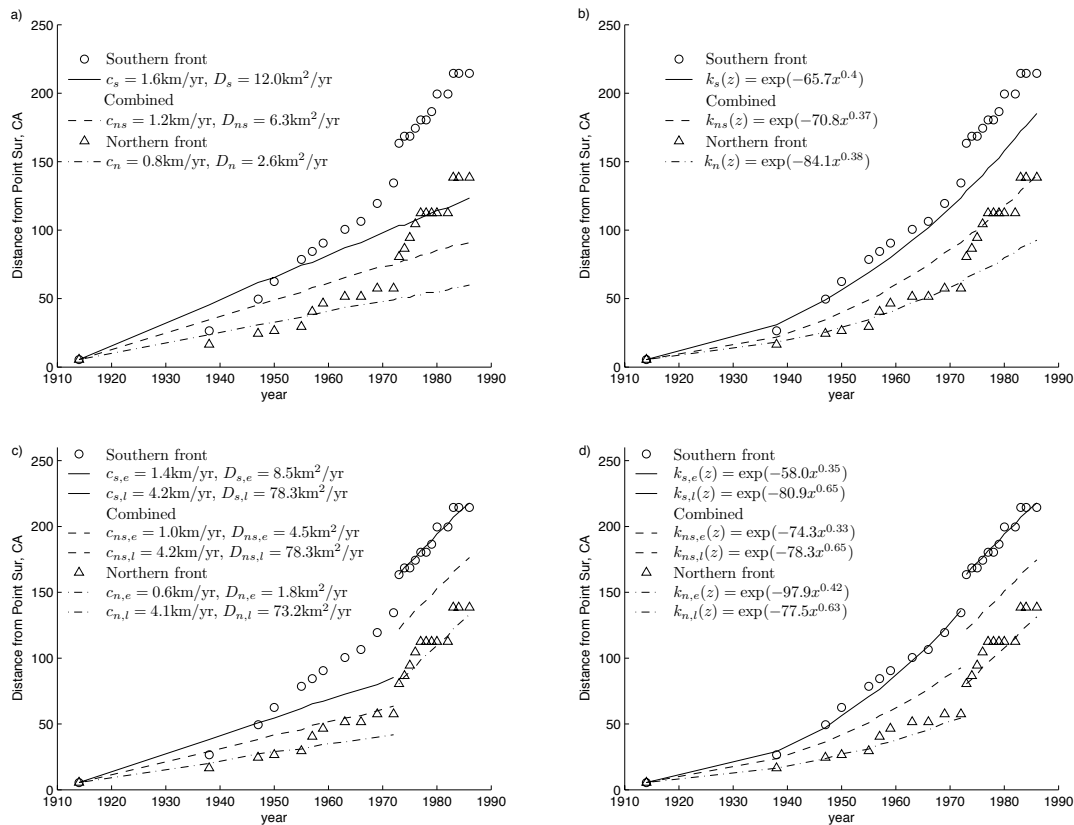 a)
250
200
150
100
50
0
Distance from Point Sur, CA
Southern front
c_s = 1.6km/yr, D_s = 12.0km²/yr
Combined
c_ns = 1.2km/yr, D_ns = 6.3km²/yr
Northern front
c_n = 0.8km/yr, D_n = 2.6km²/yr
1910 1920 1930 1940 1950 1960 1970 1980 1990
year
b)
250
200
150
100
50
0
Distance from Point Sur, CA
Southern front
k_s(z) = exp(−65.7x^0.4)
Combined
k_ns(z) = exp(−70.8x^0.37)
Northern front
k_n(z) = exp(−84.1x^0.38)
1910 1920 1930 1940 1950 1960 1970 1980 1990
year
c)
250
200
150
100
50
0
Distance from Point Sur, CA
Southern front
c_s,e = 1.4km/yr, D_s,e = 8.5km²/yr
c_s,l = 4.2km/yr, D_s,l = 78.3km²/yr
Combined
c_ns,e = 1.0km/yr, D_ns,e = 4.5km²/yr
c_ns,l = 4.2km/yr, D_ns,l = 78.3km²/yr
Northern front
c_n,e = 0.6km/yr, D_n,e = 1.8km²/yr
c_n,l = 4.1km/yr, D_n,l = 73.2km²/yr
1910 1920 1930 1940 1950 1960 1970 1980 1990
year
d)
250
200
150
100
50
0
Distance from Point Sur, CA
Southern front
k_s,e(z) = exp(−58.0x^0.35)
k_s,l(z) = exp(−80.9x^0.65)
Combined
k_ns,e(z) = exp(−74.3x^0.33)
k_ns,l(z) = exp(−78.3x^0.65)
Northern front
k_n,e(z) = exp(−97.9x^0.42)
k_n,l(z) = exp(−77.5x^0.63)
1910 1920 1930 1940 1950 1960 1970 1980 1990
year